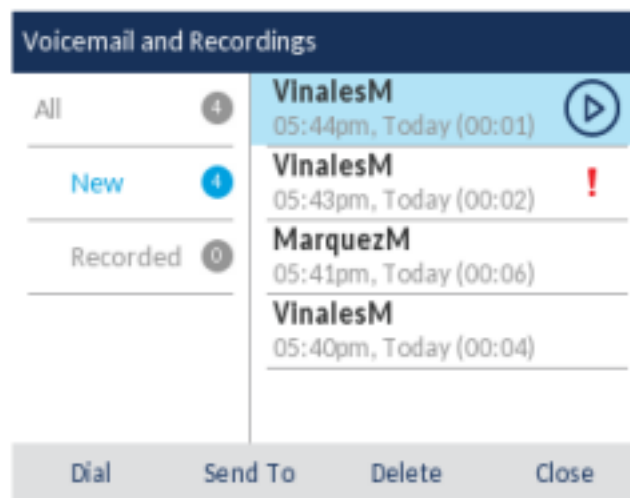 Voicemail and Recordings
All 4
New 4
Recorded 0
VinalesM
05:44pm, Today (00:01)
VinalesM
05:43pm, Today (00:02)
!
MarquezM
05:41pm, Today (00:06)
VinalesM
05:40pm, Today (00:04)
Dial Send To Delete Close